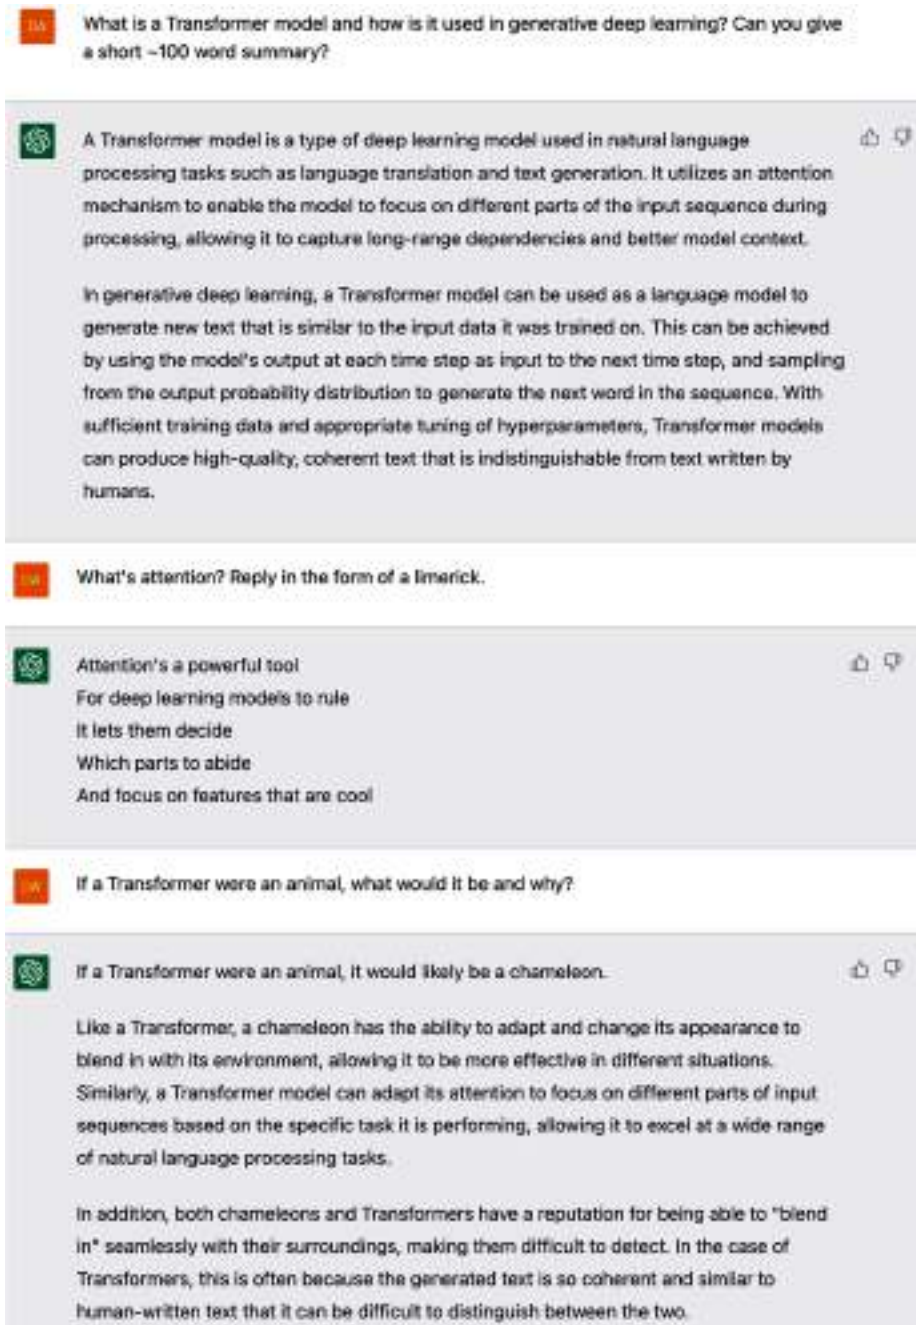 What is a Transformer model and how is it used in generative deep learning? Can you give
a short ~100 word summary?
A Transformer model is a type of deep learning model used in natural language
processing tasks such as language translation and text generation. It utilizes an attention
mechanism to enable the model to focus on different parts of the input sequence during
processing, allowing it to capture long-range dependencies and better model context.
In generative deep learning, a Transformer model can be used as a language model to
generate new text that is similar to the input data it was trained on. This can be achieved
by using the model's output at each time step as input to the next time step, and sampling
from the output probability distribution to generate the next word in the sequence. With
sufficient training data and appropriate tuning of hyperparameters, Transformer models
can produce high-quality, coherent text that is indistinguishable from text written by
humans.
What's attention? Reply in the form of a limerick.
Attention's a powerful tool
For deep learning models to rule
It lets them decide
Which parts to abide
And focus on features that are cool
If a Transformer were an animal, what would it be and why?
If a Transformer were an animal, it would likely be a chameleon.
Like a Transformer, a chameleon has the ability to adapt and change its appearance to
blend in with its environment, allowing it to be more effective in different situations.
Similarly, a Transformer model can adapt its attention to focus on different parts of input
sequences based on the specific task it is performing, allowing it to excel at a wide range
of natural language processing tasks.
In addition, both chameleons and Transformers have a reputation for being able to "blend
in" seamlessly with their surroundings, making them difficult to detect. In the case of
Transformers, this is often because the generated text is so coherent and similar to
human-written text that it can be difficult to distinguish between the two.